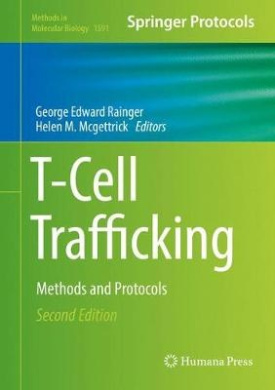 Methods in
Molecular Biology 1591
Springer Protocols
George Edward Rainger
Helen M. Mcgettrick Editors
T-Cell
Trafficking
Methods and Protocols
Second Edition
Humana Press